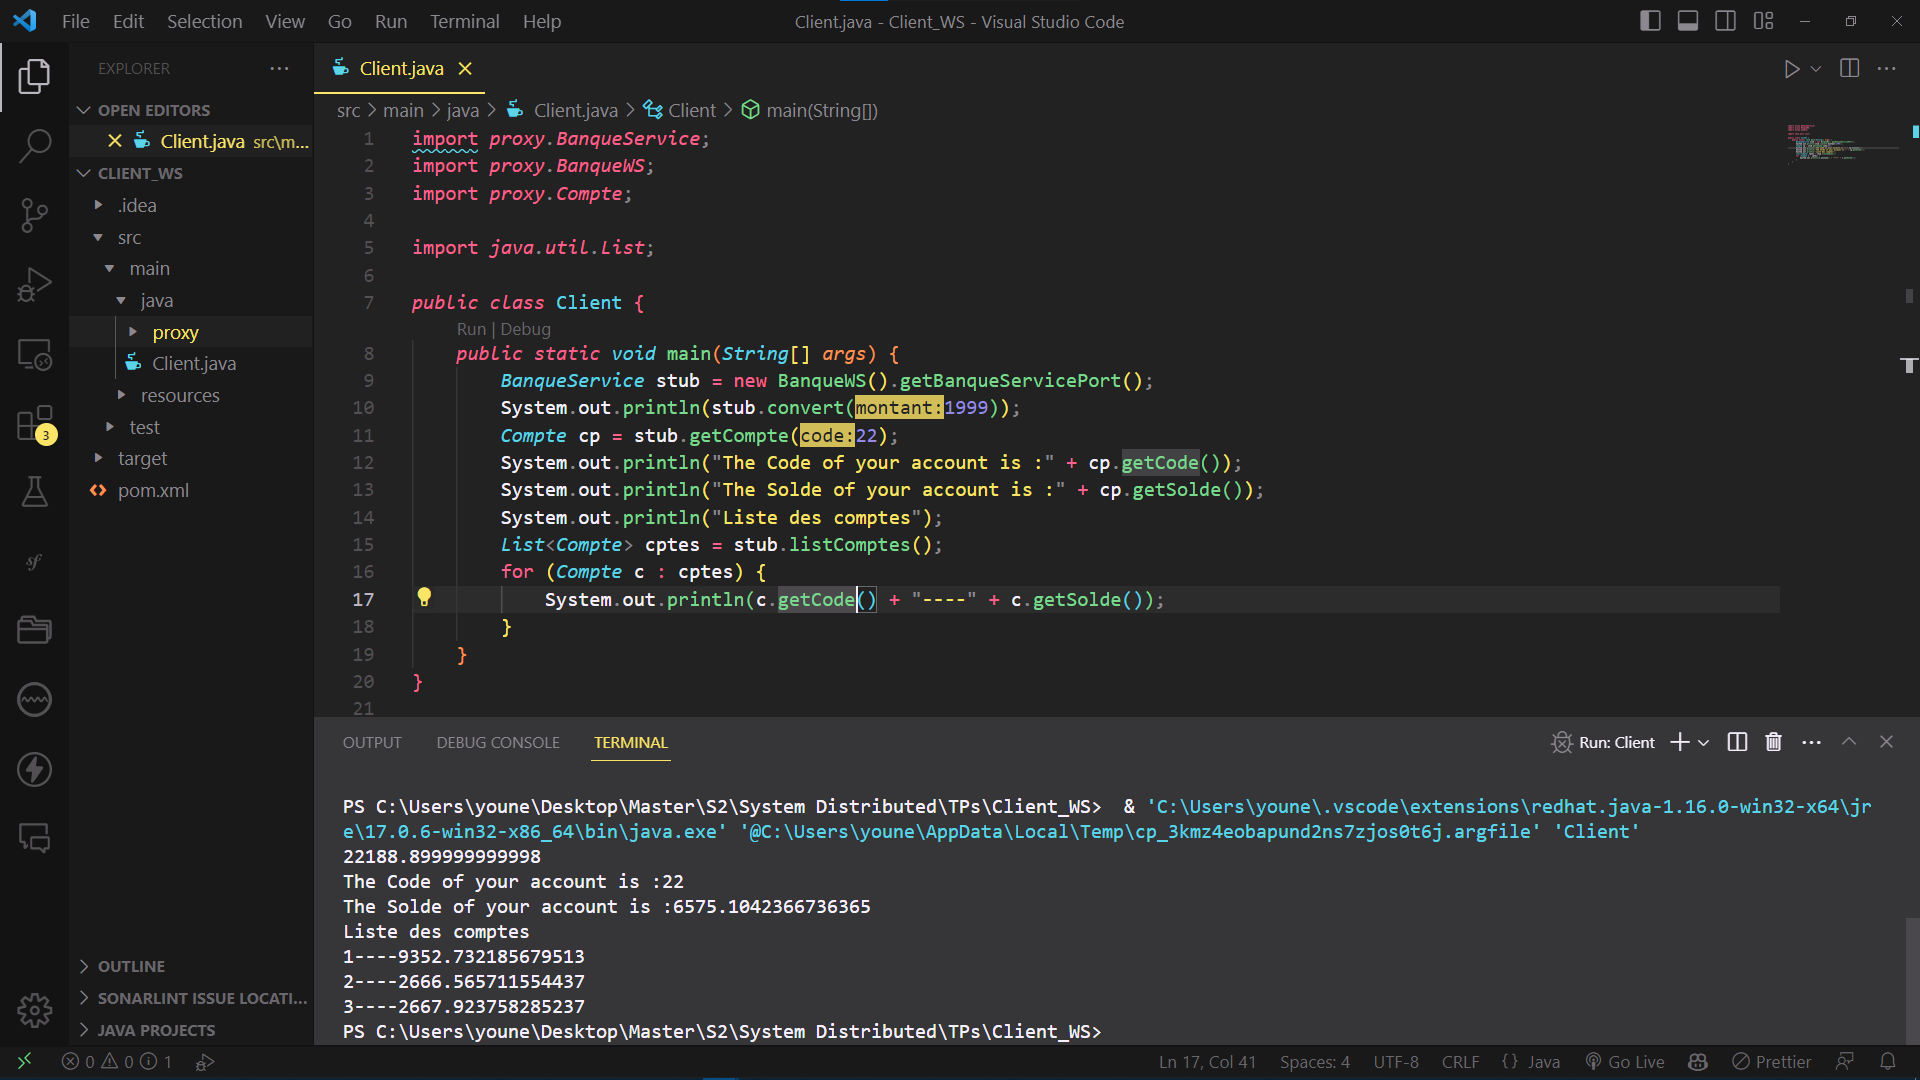 File Edit Selection View Go Run Terminal Help
Client.java - Client_WS - Visual Studio Code
EXPLORER
OPEN EDITORS
Client.java src\m...
CLIENT_WS
.idea
src
main
java
proxy
Client.java
resources
test
target
pom.xml
OUTLINE
SONARLINT ISSUE LOCATI...
JAVA PROJECTS
3
sf
Client.java
src > main > java > Client.java > Client > main(String[])
1 import proxy.BanqueService;
2 import proxy.BanqueWS;
3 import proxy.Compte;
4
5 import java.util.List;
6
7 public class Client {
Run | Debug
8 public static void main(String[] args) {
9 BanqueService stub = new BanqueWS().getBanqueServicePort();
10 System.out.println(stub.convert(montant:1999));
11 Compte cp = stub.getCompte(code:22);
12 System.out.println("The Code of your account is :" + cp.getCode());
13 System.out.println("The Solde of your account is :" + cp.getSolde());
14 System.out.println("Liste des comptes");
15 List<Compte> cptes = stub.listComptes();
16 for (Compte c : cptes) {
17 System.out.println(c.getCode() + "----" + c.getSolde());
18 }
19 }
20 }
21
OUTPUT DEBUG CONSOLE TERMINAL
Run: Client
PS C:\Users\youne\Desktop\Master\S2\System Distributed\TPs\Client_WS>  & 'C:\Users\youne\.vscode\extensions\redhat.java-1.16.0-win32-x64\jr
e\17.0.6-win32-x86_64\bin\java.exe' '@C:\Users\youne\AppData\Local\Temp\cp_3kmz4eobapund2ns7zjos0t6j.argfile' 'Client'
22188.899999999998
The Code of your account is :22
The Solde of your account is :6575.1042366736365
Liste des comptes
1----9352.732185679513
2----2666.565711554437
3----2667.923758285237
PS C:\Users\youne\Desktop\Master\S2\System Distributed\TPs\Client_WS>
0 0 1
Ln 17, Col 41 Spaces: 4 UTF-8 CRLF {} Java Go Live Prettier